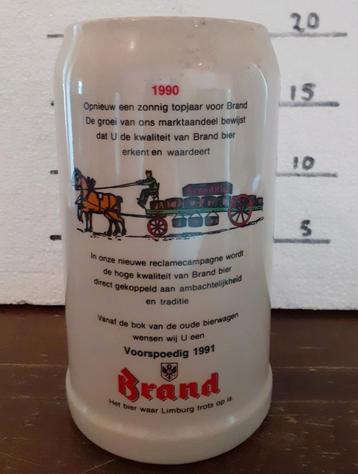 20
15
10
5
1990
Opnieuw een zonnig topjaar voor Brand
De groei van ons marktaandeel bewijst
dat U de kwaliteit van Brand bier
erkent en waardeert
In onze nieuwe reclamecampagne wordt
de hoge kwaliteit van Brand bier
direct gekoppeld aan ambachtelijkheid
en traditie
Vanaf de bok van de oude bierwagen
wensen wij U een
Voorspoedig 1991
Brand
Het bier waar Limburg trots op is.